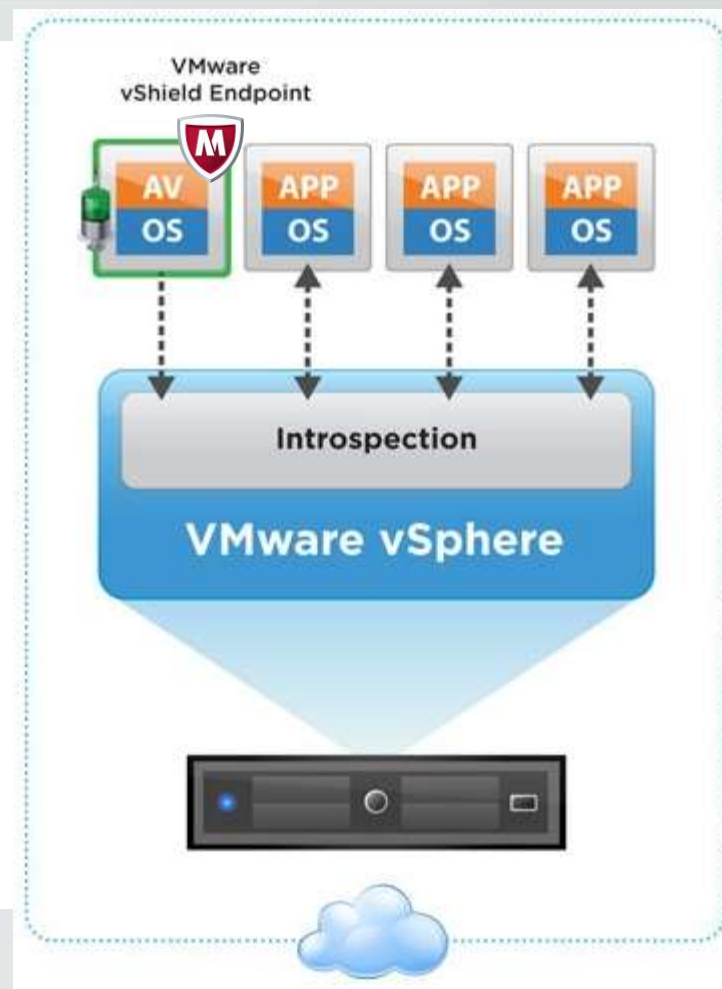 VMware
vShield Endpoint
M
AV
OS
APP
OS
APP
OS
APP
OS
Introspection
VMware vSphere